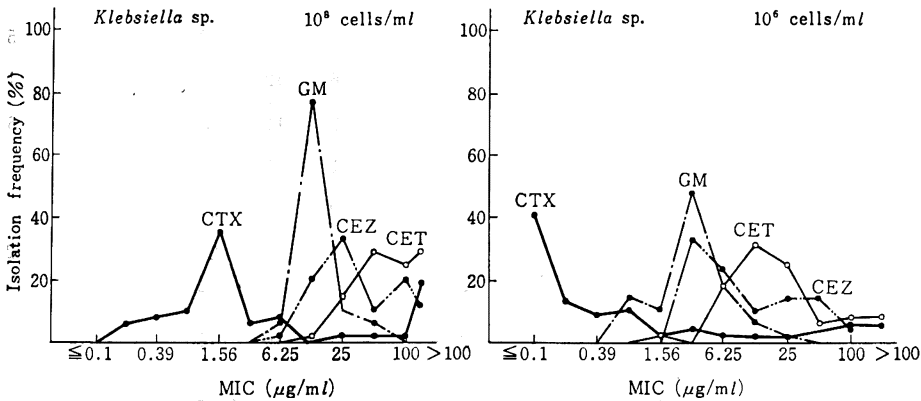 Klebsiella sp. 10⁸ cells/ml
100
80
60
40
20
Isolation frequency (%)
GM
CTX
CEZ
CET
≦0.1 0.39 1.56 6.25 25 100 >100
MIC (μg/ml)
Klebsiella sp. 10⁶ cells/ml
100
80
60
40
20
CTX
GM
CET
CEZ
≦0.1 0.39 1.56 6.25 25 100 >100
MIC (μg/ml)